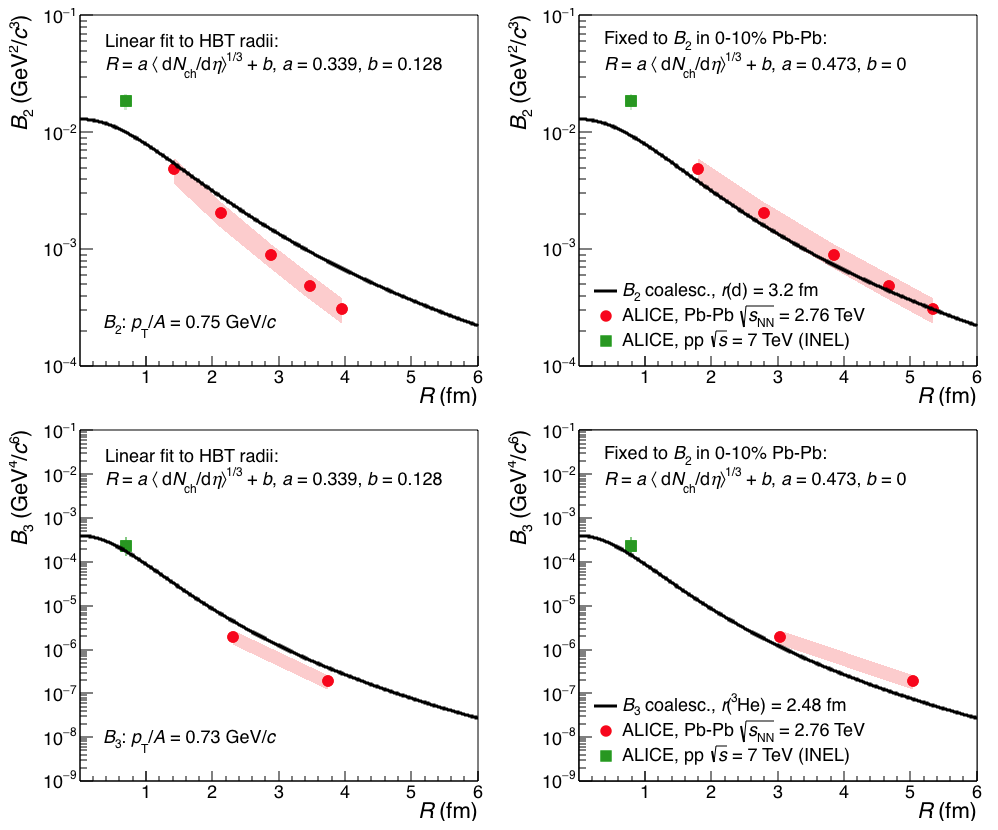 Linear fit to HBT radii:
R = a ⟨ dN_ch/dη⟩^1/3 + b, a = 0.339, b = 0.128
B_2 (GeV^2/c^3)
10^−1
10^−2
10^−3
10^−4
B_2: p_T/A = 0.75 GeV/c
1 2 3 4 5 6
R (fm)
Fixed to B_2 in 0-10% Pb-Pb:
R = a ⟨ dN_ch/dη⟩^1/3 + b, a = 0.473, b = 0
B_2 (GeV^2/c^3)
10^−1
10^−2
10^−3
10^−4
B_2 coalesc., r(d) = 3.2 fm
ALICE, Pb-Pb √s_NN = 2.76 TeV
ALICE, pp √s = 7 TeV (INEL)
1 2 3 4 5 6
R (fm)
Linear fit to HBT radii:
R = a ⟨ dN_ch/dη⟩^1/3 + b, a = 0.339, b = 0.128
B_3 (GeV^4/c^6)
10^−1
10^−2
10^−3
10^−4
10^−5
10^−6
10^−7
10^−8
10^−9
B_3: p_T/A = 0.73 GeV/c
1 2 3 4 5 6
R (fm)
Fixed to B_2 in 0-10% Pb-Pb:
R = a ⟨ dN_ch/dη⟩^1/3 + b, a = 0.473, b = 0
B_3 (GeV^4/c^6)
10^−1
10^−2
10^−3
10^−4
10^−5
10^−6
10^−7
10^−8
10^−9
B_3 coalesc., r(^3He) = 2.48 fm
ALICE, Pb-Pb √s_NN = 2.76 TeV
ALICE, pp √s = 7 TeV (INEL)
1 2 3 4 5 6
R (fm)